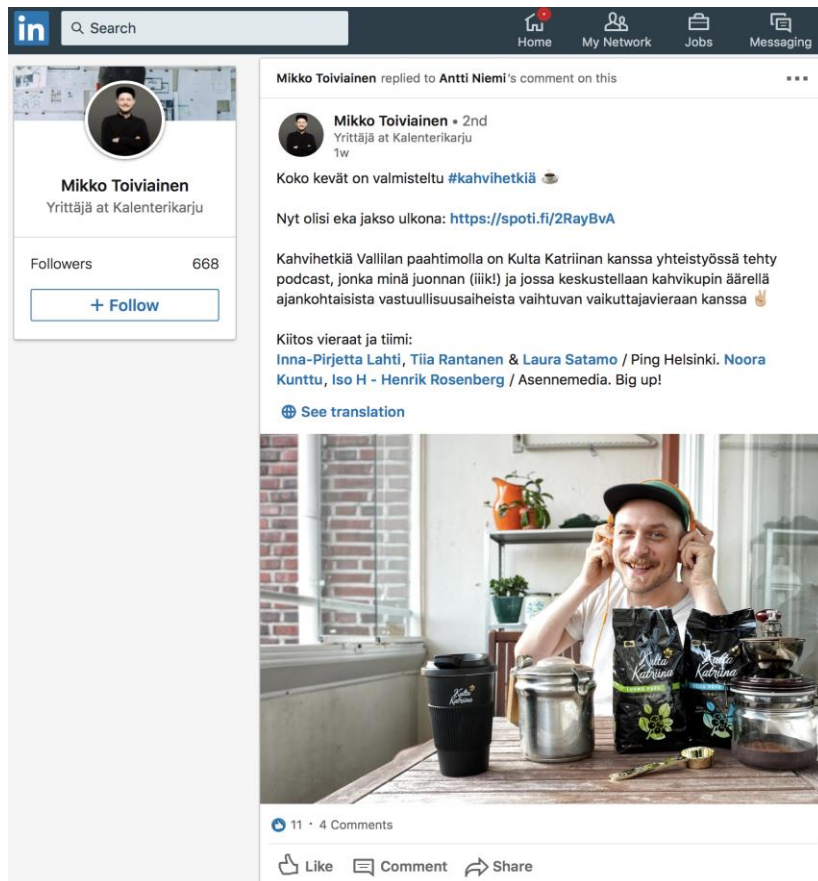 in
Search
Home
My Network
Jobs
Messaging
Mikko Toiviainen
Yrittäjä at Kalenterikarju
Followers 668
+ Follow
Mikko Toiviainen replied to Antti Niemi's comment on this
Mikko Toiviainen • 2nd
Yrittäjä at Kalenterikarju
1w
Koko kevät on valmisteltu #kahvihetkiä
Nyt olisi eka jakso ulkona: https://spoti.fi/2RayBvA
Kahvihetkiä Vallilan paahtimolla on Kulta Katriinan kanssa yhteistyössä tehty
podcast, jonka minä juonnan (iiik!) ja jossa keskustellaan kahvikupin äärellä
ajankohtaisista vastuullisuusaiheista vaihtuvan vaikuttajavieraan kanssa
Kiitos vieraat ja tiimi:
Inna-Pirjetta Lahti, Tiia Rantanen & Laura Satamo / Ping Helsinki. Noora
Kunttu, Iso H - Henrik Rosenberg / Asennemedia. Big up!
See translation
Kulta
Katriina
Kulta
Katriina
Kulta
Katriina
11 · 4 Comments
Like
Comment
Share